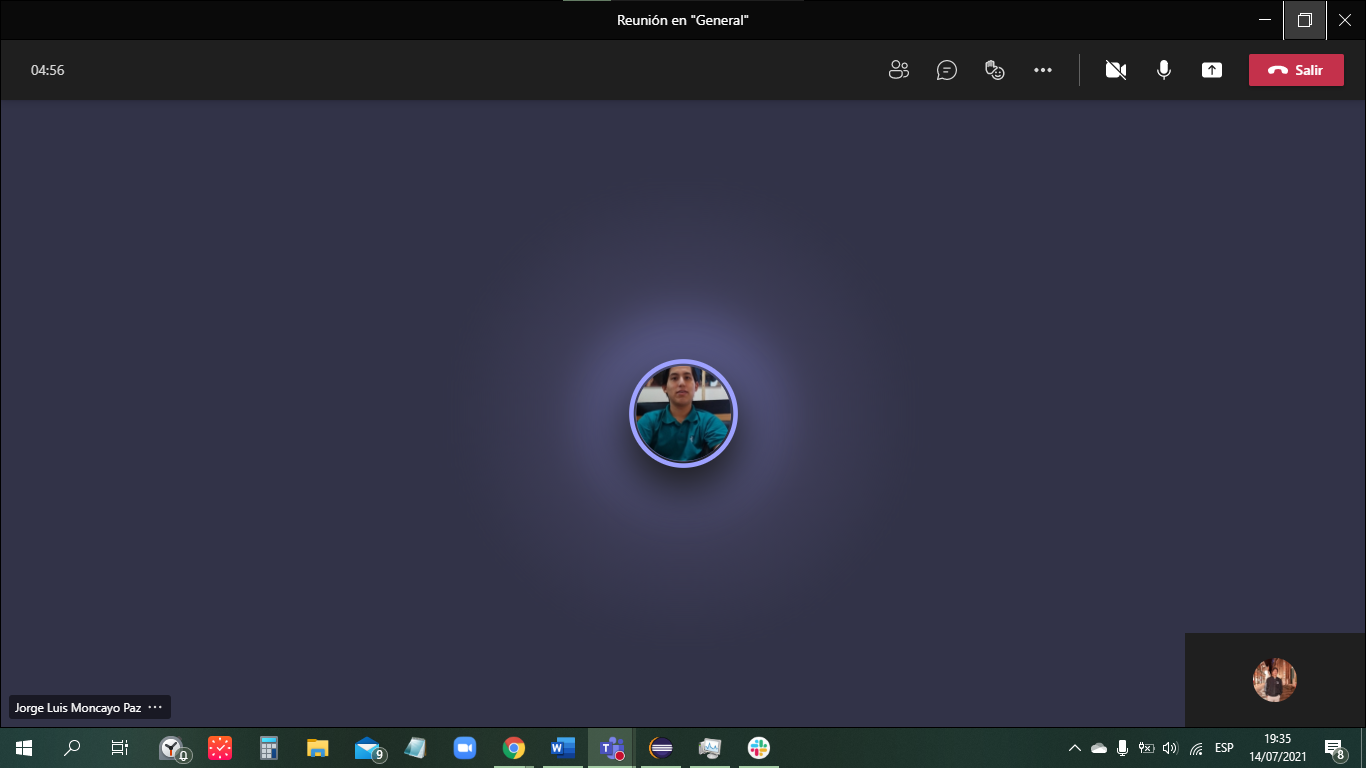 Reunión en "General"
04:56
Salir
Jorge Luis Moncayo Paz ···
9
ESP
19:35
14/07/2021
8